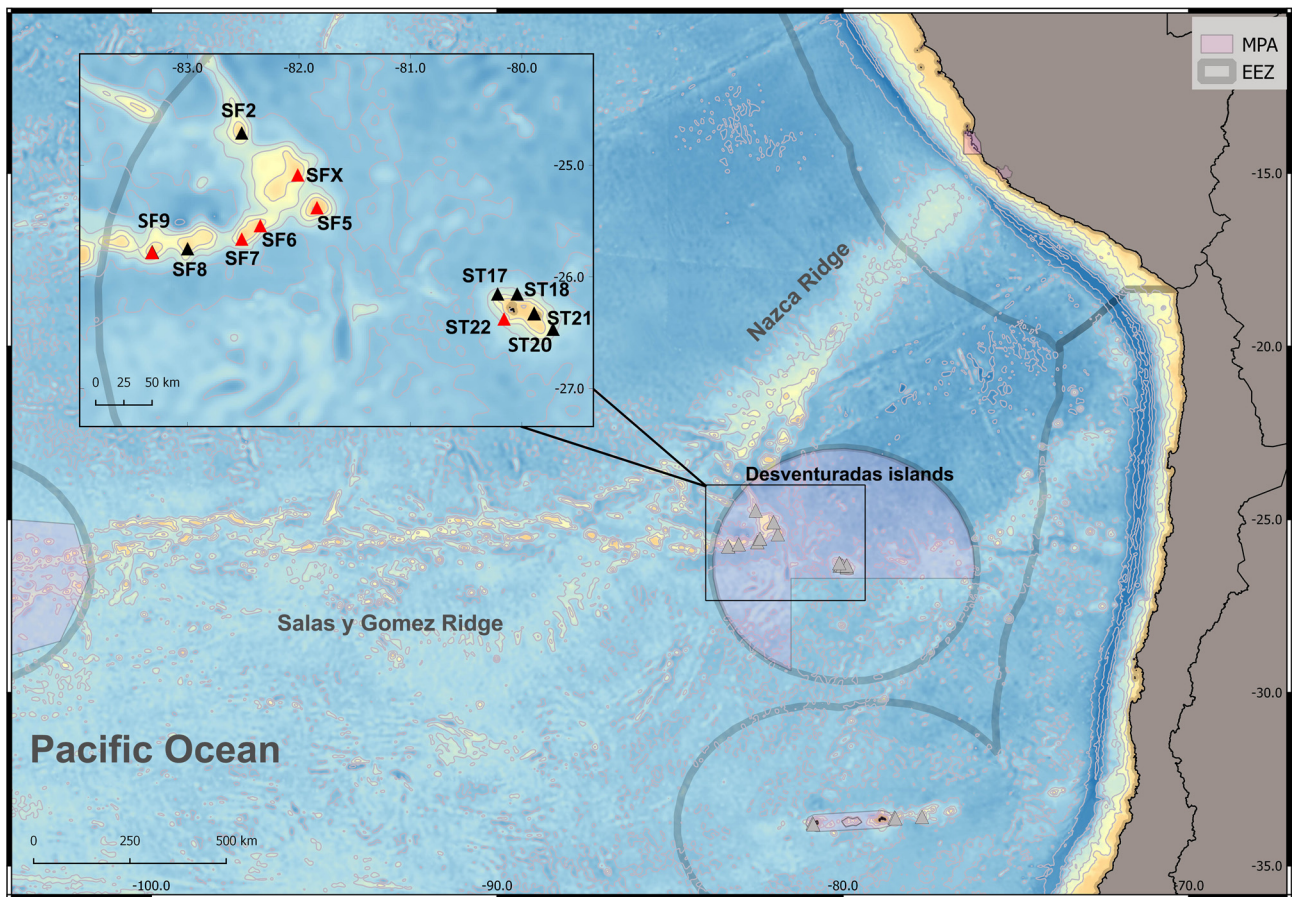 MPA
EEZ
-83.0 -82.0 -81.0 -80.0
SF2
-25.0
SFX
SF5
SF9
SF6
SF7
SF8
-26.0
ST17 ST18
ST22 ST21
ST20
0 25 50 km
-27.0
-15.0
Nazca Ridge
-20.0
Desventuradas islands
-25.0
Salas y Gomez Ridge
-30.0
Pacific Ocean
0 250 500 km
-35.0
-100.0 -90.0 -80.0 -70.0